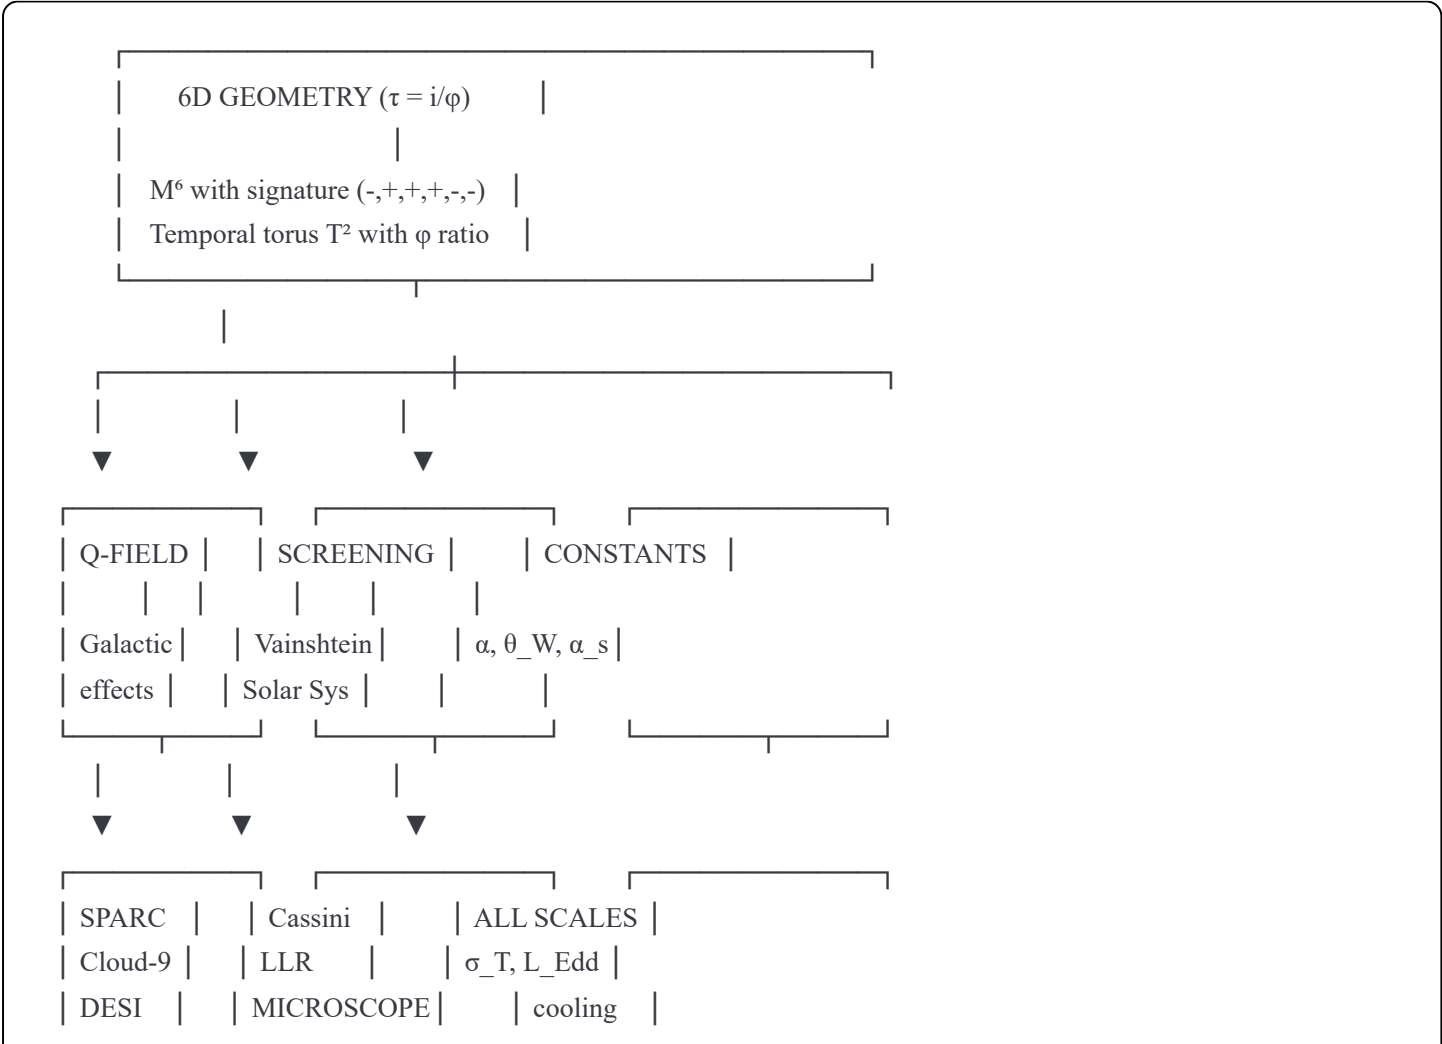 6D GEOMETRY (τ = i/φ)
M⁶ with signature (-,+,+,+,-,-)
Temporal torus T² with φ ratio
Q-FIELD SCREENING CONSTANTS
Galactic Vainshtein α, θ_W, α_s
effects Solar Sys
SPARC Cassini ALL SCALES
Cloud-9 LLR σ_T, L_Edd
DESI MICROSCOPE cooling